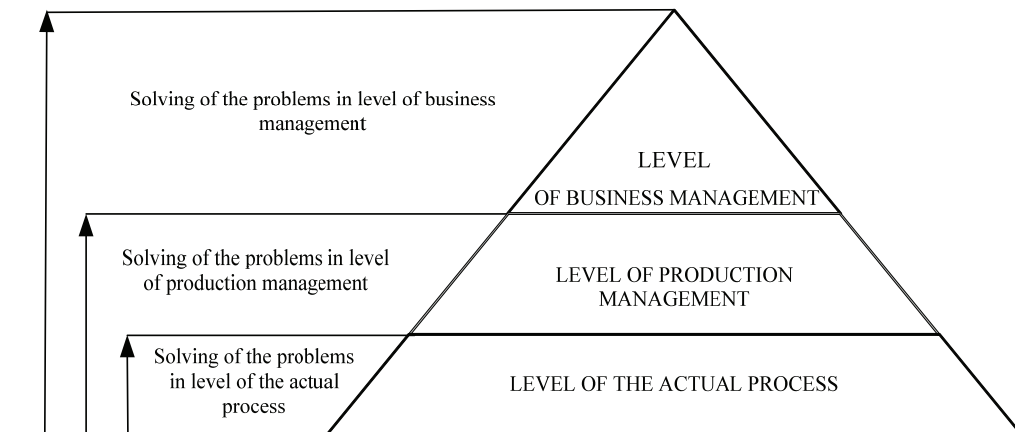 Solving of the problems in level of business
management
LEVEL
OF BUSINESS MANAGEMENT
Solving of the problems in level
of production management
LEVEL OF PRODUCTION
MANAGEMENT
Solving of the problems
in level of the actual
process
LEVEL OF THE ACTUAL PROCESS